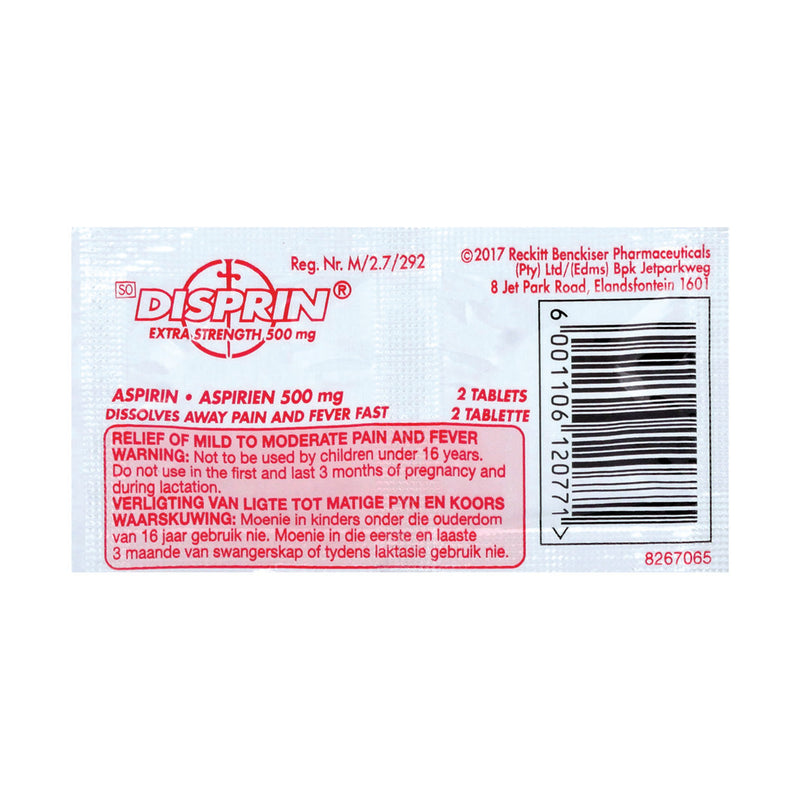 Reg. Nr. M/2.7/292
SO
DISPRIN®
EXTRA STRENGTH 500 mg
©2017 Reckitt Benckiser Pharmaceuticals
(Pty) Ltd/(Edms) Bpk Jetparkweg
8 Jet Park Road, Elandsfontein 1601
ASPIRIN • ASPIRIEN 500 mg
DISSOLVES AWAY PAIN AND FEVER FAST
2 TABLETS
2 TABLETTE
RELIEF OF MILD TO MODERATE PAIN AND FEVER
WARNING: Not to be used by children under 16 years.
Do not use in the first and last 3 months of pregnancy and
during lactation.
VERLIGTING VAN LIGTE TOT MATIGE PYN EN KOORS
WAARSKUWING: Moenie in kinders onder die ouderdom
van 16 jaar gebruik nie. Moenie in die eerste en laaste
3 maande van swangerskap of tydens laktasie gebruik nie.
6 001106 120771 >
8267065